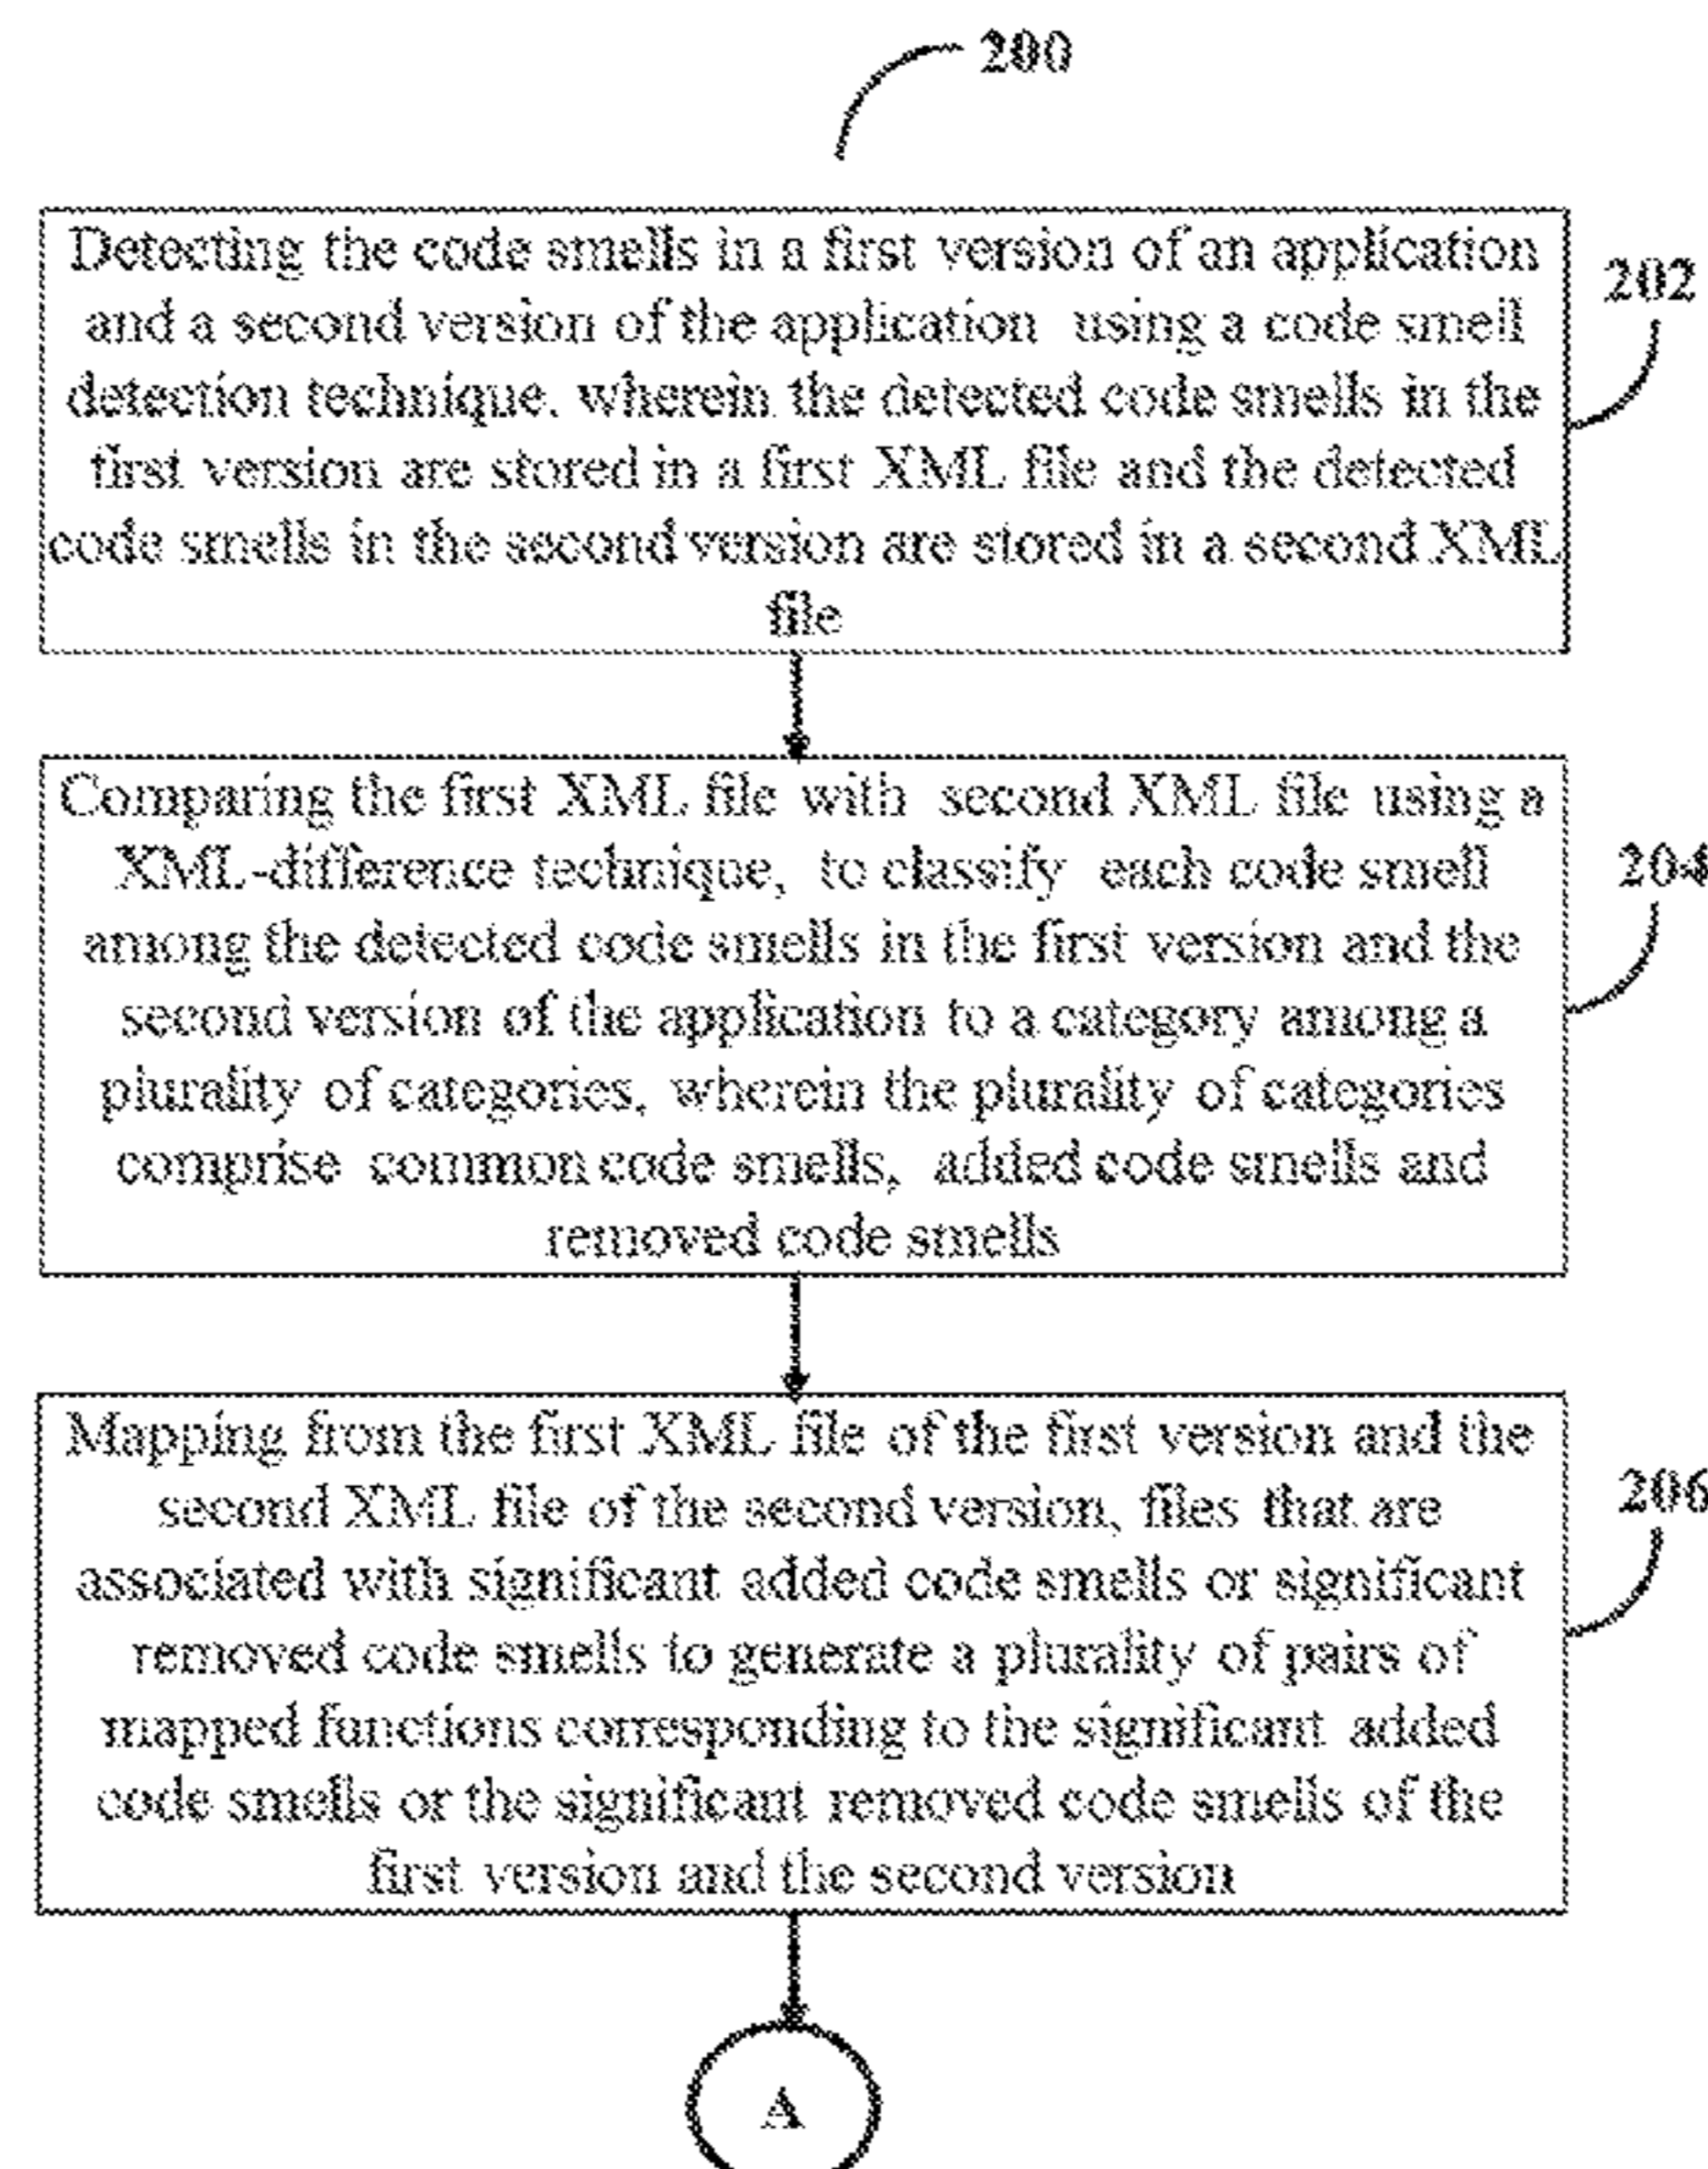 200
Detecting the code smells in a first version of an application
and a second version of the application using a code smell
detection technique, wherein the detected code smells in the
first version are stored in a first XML file and the detected
code smells in the second version are stored in a second XML
file
202
Comparing the first XML file with second XML file using a
XML-difference technique, to classify each code smell
among the detected code smells in the first version and the
second version of the application to a category among a
plurality of categories, wherein the plurality of categories
comprise common code smells, added code smells and
removed code smells
204
Mapping from the first XML file of the first version and the
second XML file of the second version, files that are
associated with significant added code smells or significant
removed code smells to generate a plurality of pairs of
mapped functions corresponding to the significant added
code smells or the significant removed code smells of the
first version and the second version
206
A